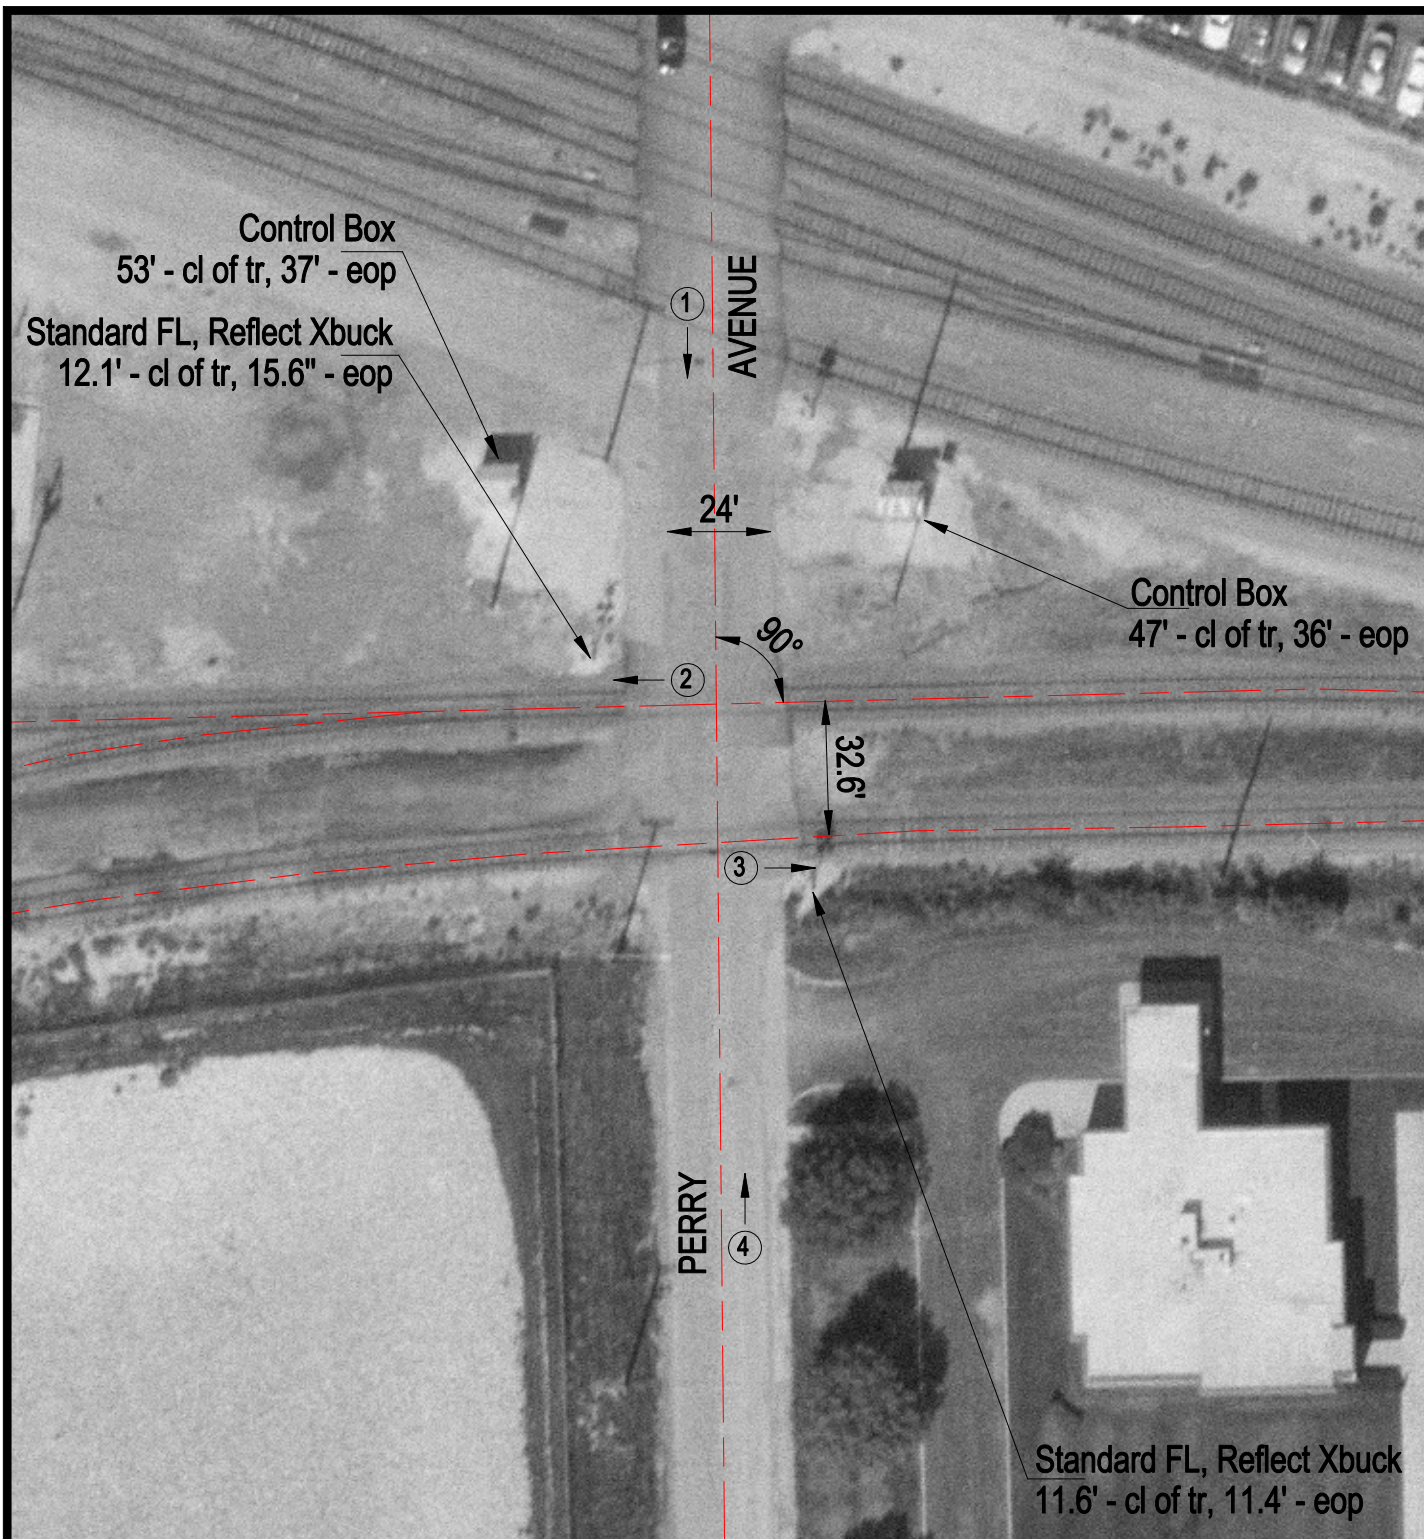 Control Box
53' - cl of tr, 37' - eop
Standard FL, Reflect Xbuck
12.1' - cl of tr, 15.6" - eop
1
AVENUE
24'
Control Box
47' - cl of tr, 36' - eop
90°
2
32.6'
3
PERRY
4
Standard FL, Reflect Xbuck
11.6' - cl of tr, 11.4' - eop